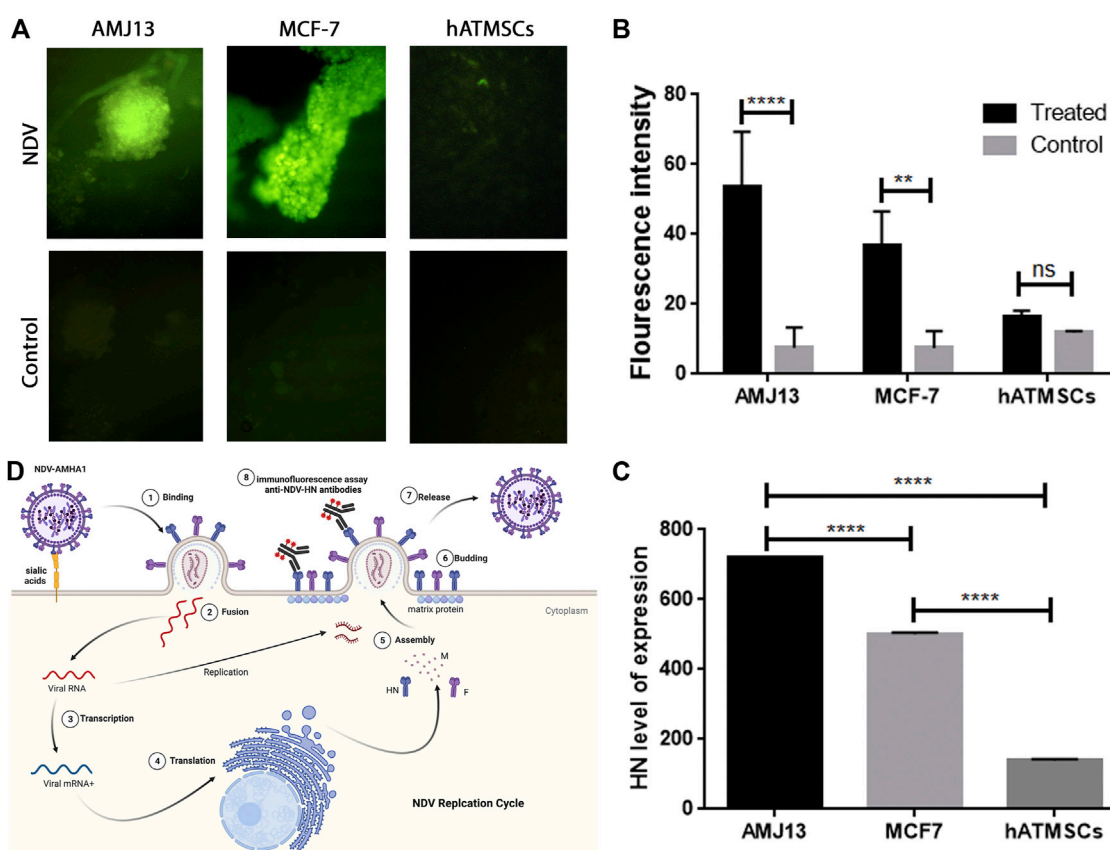 A
AMJ13
MCF-7
hATMSCs
NDV
Control
B
Flourescence intensity
80
60
40
20
0
****
**
ns
Treated
Control
AMJ13
MCF-7
hATMSCs
D
NDV-AMHA1
1 Binding
sialic
acids
2 Fusion
Viral RNA
Replication
3 Transcription
Viral mRNA+
4 Translation
8 immunofluorescence assay
anti-NDV-HN antibodies
7 Release
6 Budding
matrix protein
Cytoplasm
5 Assembly
M
HN
F
NDV Replcation Cycle
C
HN level of expression
800
600
400
200
0
****
****
****
AMJ13
MCF7
hATMSCs